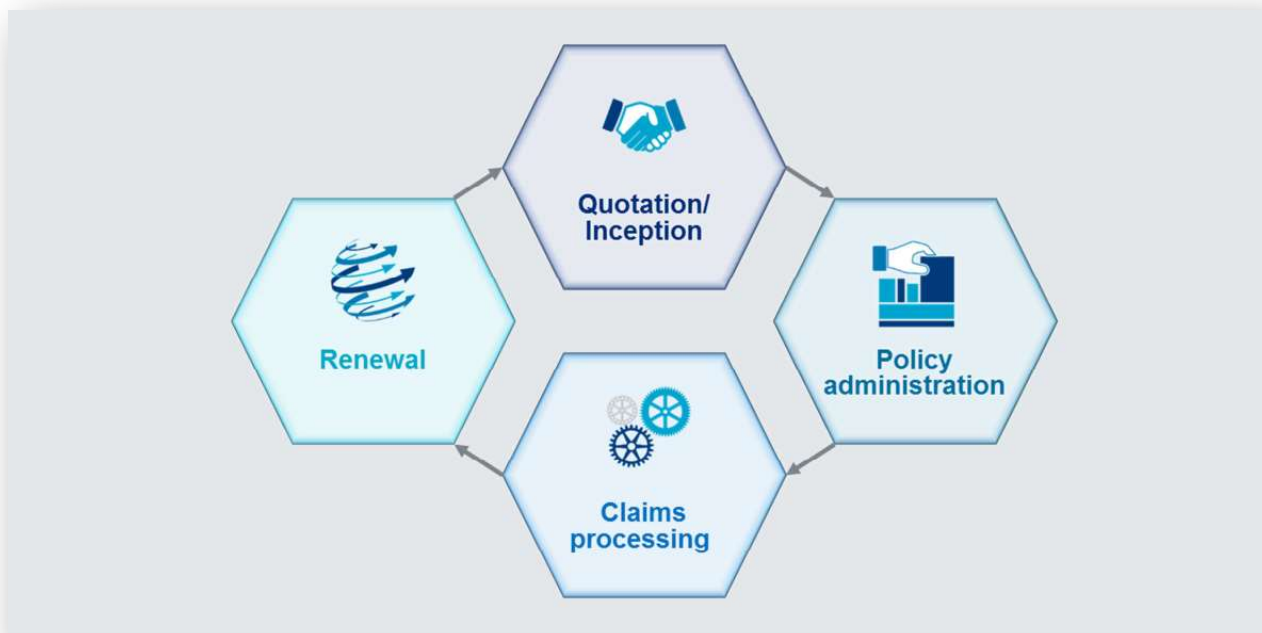 Quotation/
Inception
Renewal
Policy
administration
Claims
processing